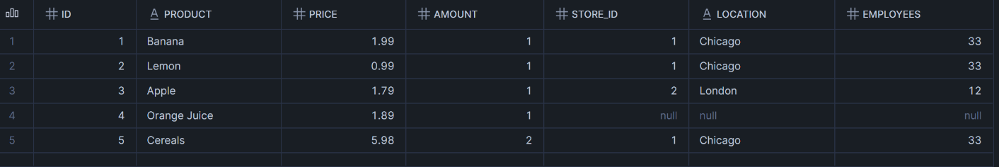 ID PRODUCT PRICE AMOUNT STORE_ID LOCATION EMPLOYEES
1 1 Banana 1.99 1 1 Chicago 33
2 2 Lemon 0.99 1 1 Chicago 33
3 3 Apple 1.79 1 2 London 12
4 4 Orange Juice 1.89 1 null null null
5 5 Cereals 5.98 2 1 Chicago 33